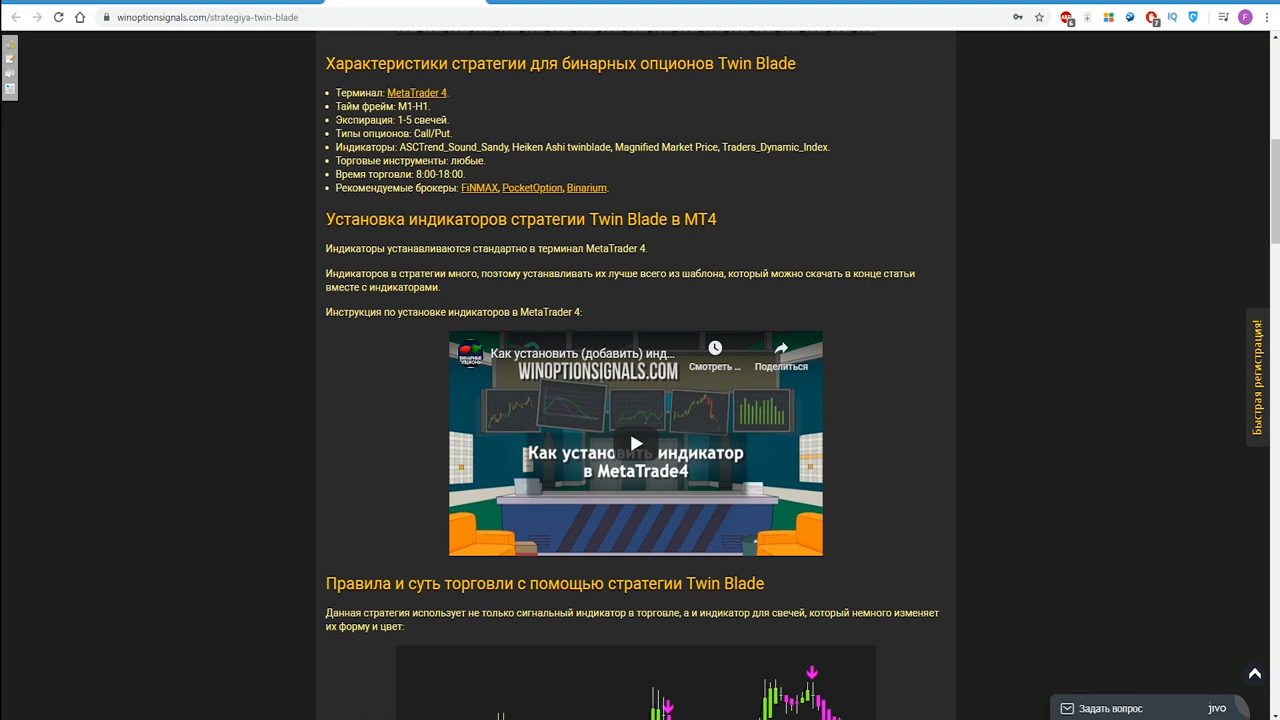 winoptionsignals.com/strategiya-twin-blade
Характеристики стратегии для бинарных опционов Twin Blade
Терминал: MetaTrader 4.
Тайм фрейм: M1-H1.
Экспирация: 1-5 свечей.
Типы опционов: Call/Put.
Индикаторы: ASCTrend_Sound_Sandy, Heiken Ashi twinblade, Magnified Market Price, Traders_Dynamic_Index.
Торговые инструменты: любые.
Время торговли: 8:00-18:00.
Рекомендуемые брокеры: FiNMAX, PocketOption, Binarium.
Установка индикаторов стратегии Twin Blade в MT4
Индикаторы устанавливаются стандартно в терминал MetaTrader 4.
Индикаторов в стратегии много, поэтому устанавливать их лучше всего из шаблона, который можно скачать в конце статьи
вместе с индикаторами.
Инструкция по установке индикаторов в MetaTrader 4:
Как установить (добавить) инд...
Смотреть ...
Поделиться
WINOPTIONSIGNALS.COM
Как установить индикатор
в MetaTrade4
Быстрая регистрация!
Правила и суть торговли с помощью стратегии Twin Blade
Данная стратегия использует не только сигнальный индикатор в торговле, а и индикатор для свечей, который немного изменяет
их форму и цвет:
Задать вопрос
jivo